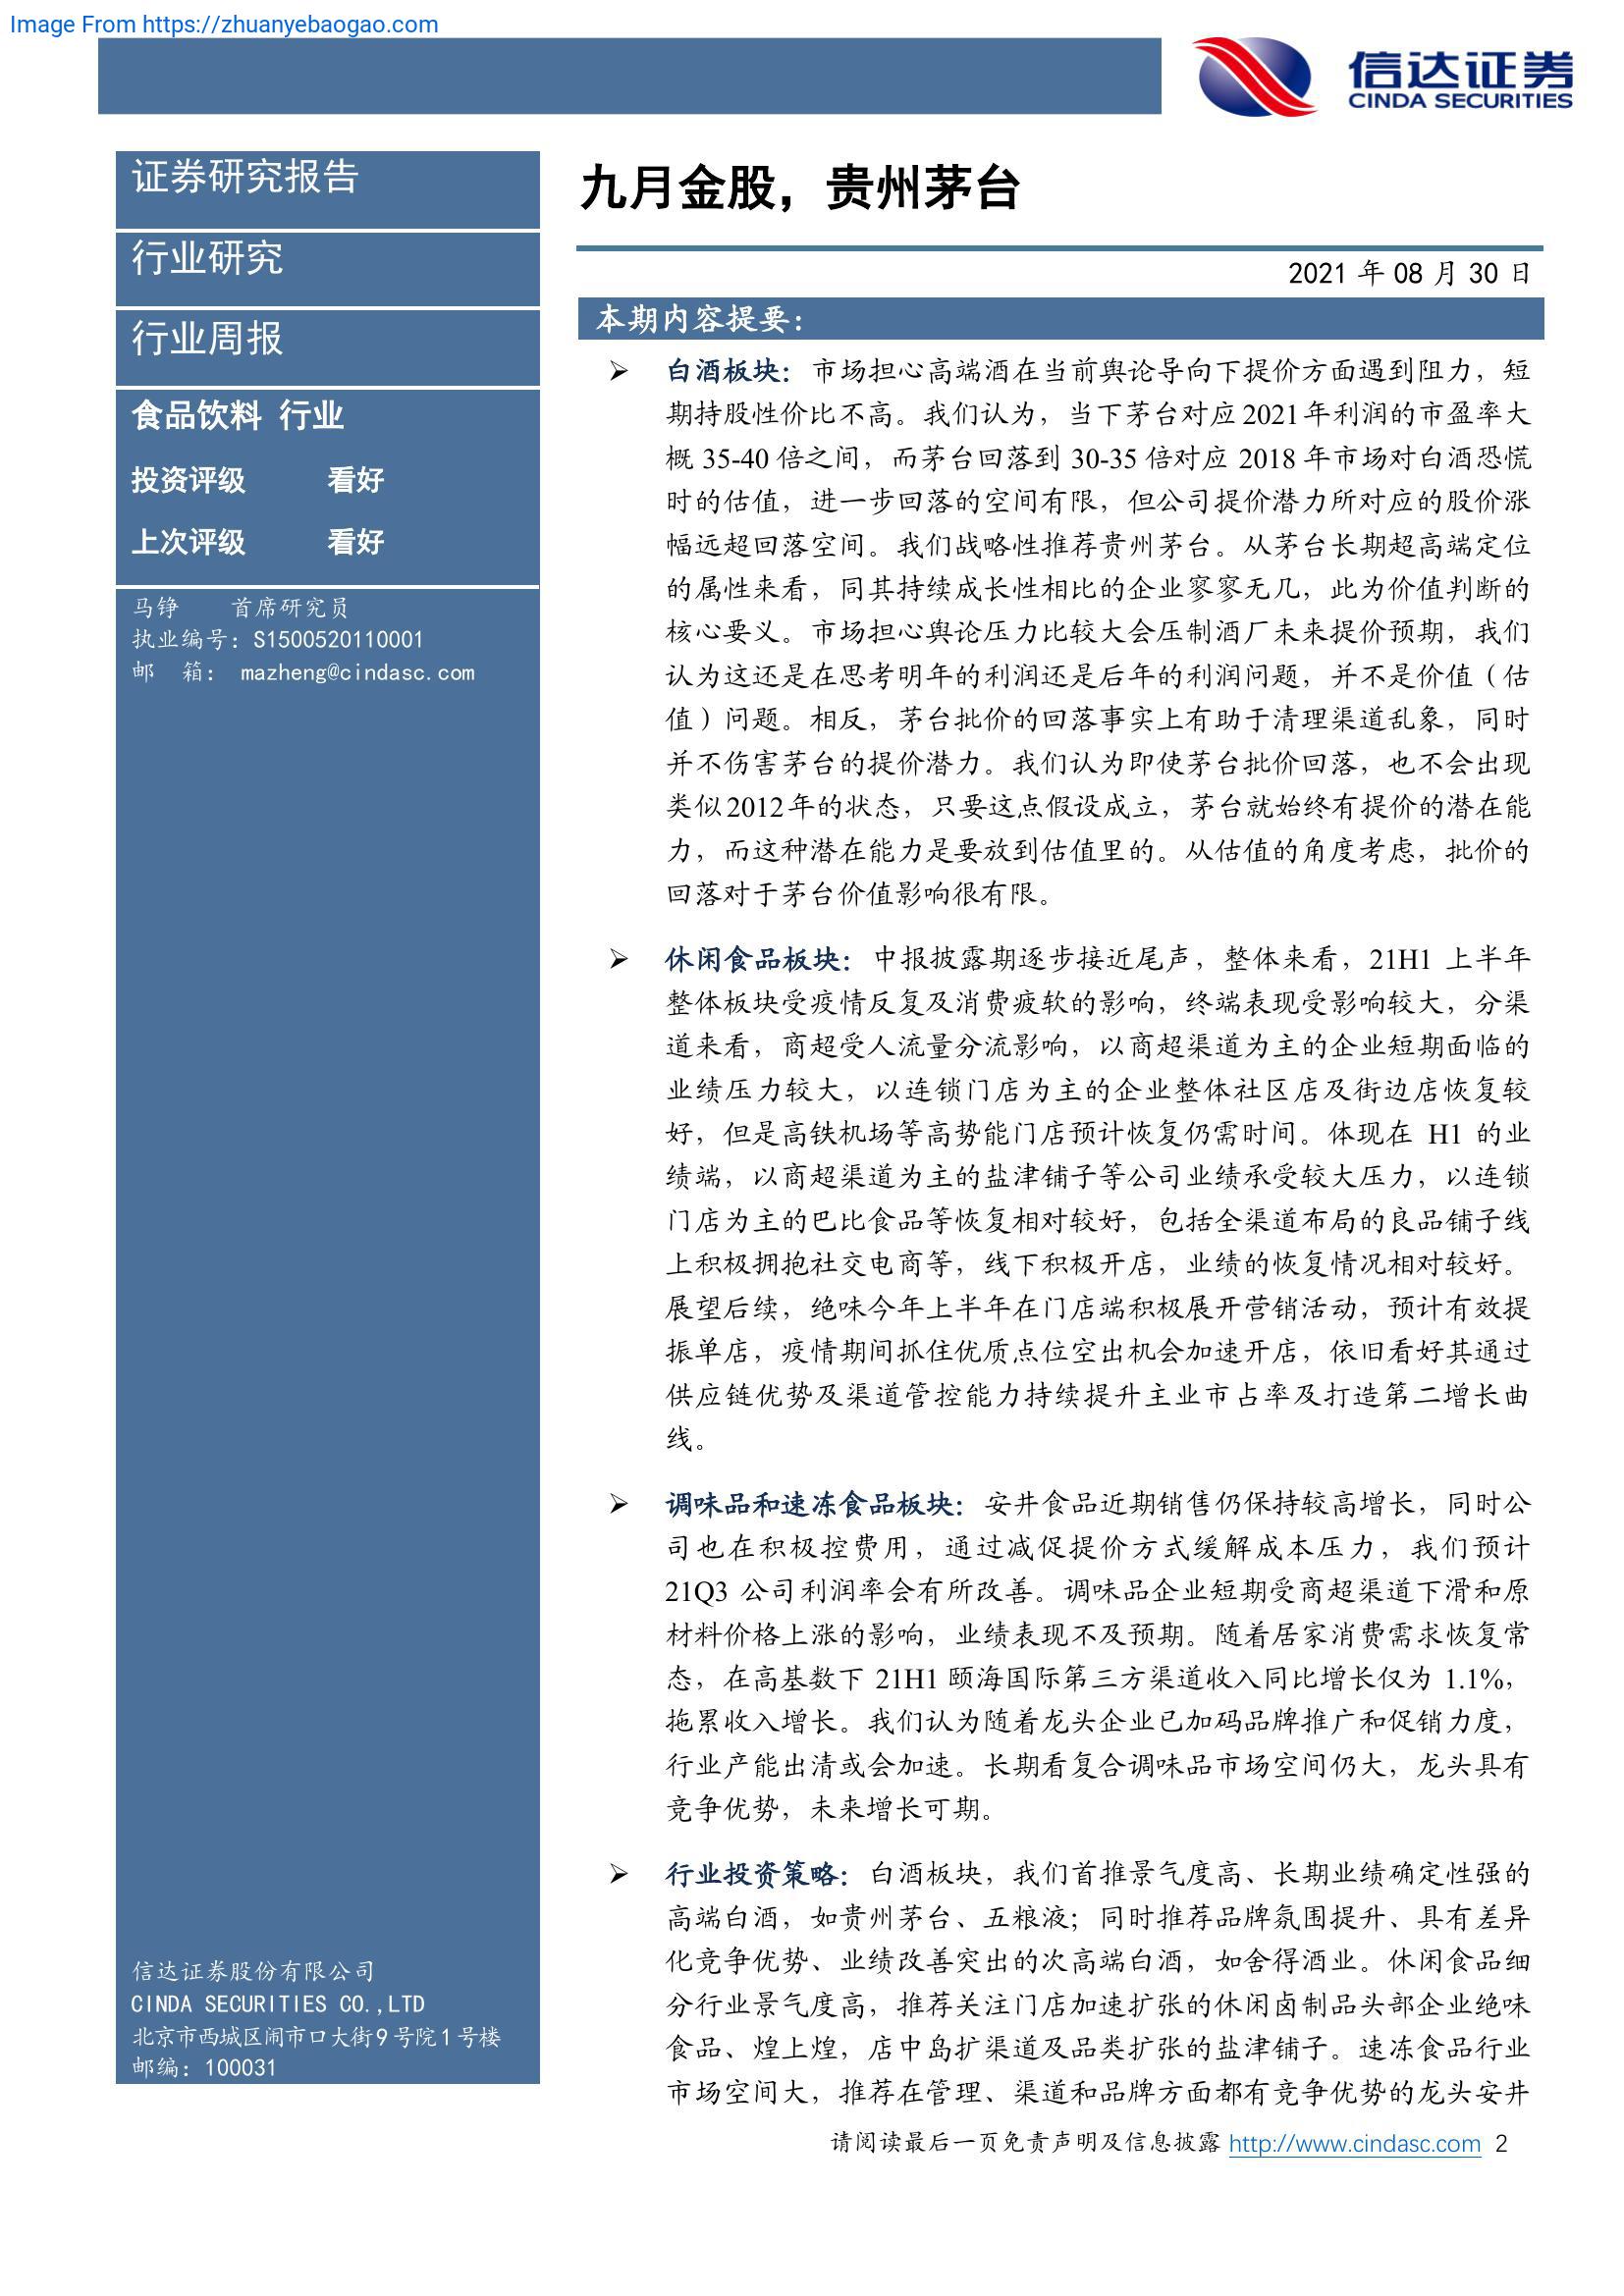 Image From https://zhuanyebaogao.com
信达证券
CINDA SECURITIES
证券研究报告
行业研究
行业周报
食品饮料 行业
投资评级 看好
上次评级 看好
马铮 首席研究员
执业编号：S1500520110001
邮 箱： mazheng@cindasc.com
信达证券股份有限公司
CINDA SECURITIES CO.,LTD
北京市西城区闹市口大街9号院1号楼
邮编：100031
九月金股，贵州茅台
2021 年 08 月 30 日
本期内容提要：
➢ 白酒板块：市场担心高端酒在当前舆论导向下提价方面遇到阻力，短
期持股性价比不高。我们认为，当下茅台对应2021年利润的市盈率大
概 35-40 倍之间，而茅台回落到 30-35 倍对应 2018 年市场对白酒恐慌
时的估值，进一步回落的空间有限，但公司提价潜力所对应的股价涨
幅远超回落空间。我们战略性推荐贵州茅台。从茅台长期超高端定位
的属性来看，同其持续成长性相比的企业寥寥无几，此为价值判断的
核心要义。市场担心舆论压力比较大会压制酒厂未来提价预期，我们
认为这还是在思考明年的利润还是后年的利润问题，并不是价值（估
值）问题。相反，茅台批价的回落事实上有助于清理渠道乱象，同时
并不伤害茅台的提价潜力。我们认为即使茅台批价回落，也不会出现
类似2012年的状态，只要这点假设成立，茅台就始终有提价的潜在能
力，而这种潜在能力是要放到估值里的。从估值的角度考虑，批价的
回落对于茅台价值影响很有限。
➢ 休闲食品板块：中报披露期逐步接近尾声，整体来看，21H1 上半年
整体板块受疫情反复及消费疲软的影响，终端表现受影响较大，分渠
道来看，商超受人流量分流影响，以商超渠道为主的企业短期面临的
业绩压力较大，以连锁门店为主的企业整体社区店及街边店恢复较
好，但是高铁机场等高势能门店预计恢复仍需时间。体现在 H1 的业
绩端，以商超渠道为主的盐津铺子等公司业绩承受较大压力，以连锁
门店为主的巴比食品等恢复相对较好，包括全渠道布局的良品铺子线
上积极拥抱社交电商等，线下积极开店，业绩的恢复情况相对较好。
展望后续，绝味今年上半年在门店端积极展开营销活动，预计有效提
振单店，疫情期间抓住优质点位空出机会加速开店，依旧看好其通过
供应链优势及渠道管控能力持续提升主业市占率及打造第二增长曲
线。
➢ 调味品和速冻食品板块：安井食品近期销售仍保持较高增长，同时公
司也在积极控费用，通过减促提价方式缓解成本压力，我们预计
21Q3 公司利润率会有所改善。调味品企业短期受商超渠道下滑和原
材料价格上涨的影响，业绩表现不及预期。随着居家消费需求恢复常
态，在高基数下 21H1 颐海国际第三方渠道收入同比增长仅为 1.1%，
拖累收入增长。我们认为随着龙头企业已加码品牌推广和促销力度，
行业产能出清或会加速。长期看复合调味品市场空间仍大，龙头具有
竞争优势，未来增长可期。
➢ 行业投资策略：白酒板块，我们首推景气度高、长期业绩确定性强的
高端白酒，如贵州茅台、五粮液；同时推荐品牌氛围提升、具有差异
化竞争优势、业绩改善突出的次高端白酒，如舍得酒业。休闲食品细
分行业景气度高，推荐关注门店加速扩张的休闲卤制品头部企业绝味
食品、煌上煌，店中岛扩渠道及品类扩张的盐津铺子。速冻食品行业
市场空间大，推荐在管理、渠道和品牌方面都有竞争优势的龙头安井
请阅读最后一页免责声明及信息披露 http://www.cindasc.com 2